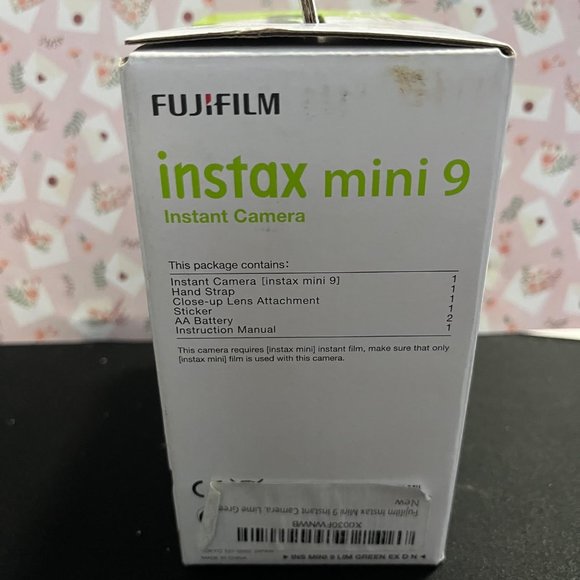 FUJIFILM
instax mini 9
Instant Camera
This package contains:
Instant Camera [instax mini 9] 1
Hand Strap 1
Close-up Lens Attachment 1
Sticker 1
AA Battery 2
Instruction Manual 1
This camera requires [instax mini] instant film, make sure that only
[instax mini] film is used with this camera.
Fujifilm Instax Mini 9 Instant Camera, Lime Gree
New
X0030FWNWB
INS MINI 9 LIM GREEN EX D N